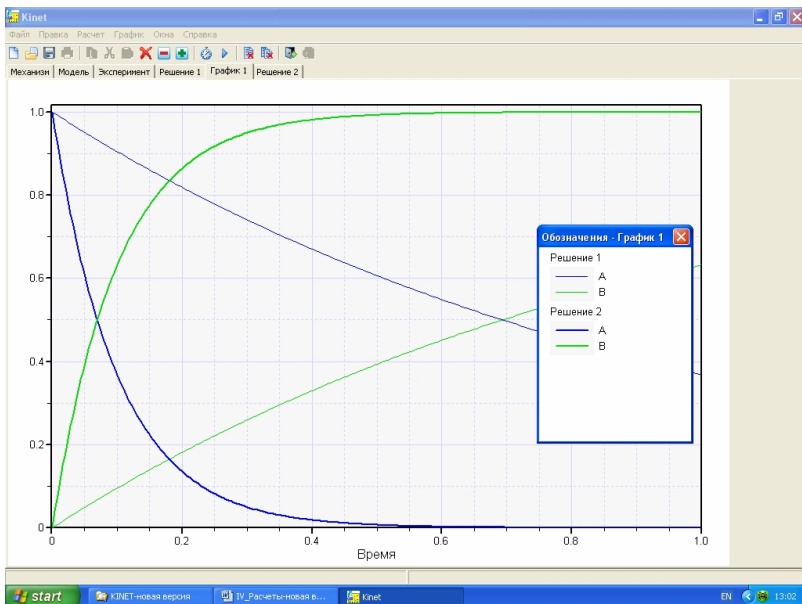 Kinet
Файл Правка Расчет График Окна Справка
Механизм Модель Эксперимент Решение 1 График 1 Решение 2
1.0
0.8
0.6
0.4
0.2
0
0 0.2 0.4 0.6 0.8 1.0
Время
Обозначения - График 1
Решение 1
A
B
Решение 2
A
B
start KINET-новая версия IV_Расчеты-новая в... Kinet EN 13:02